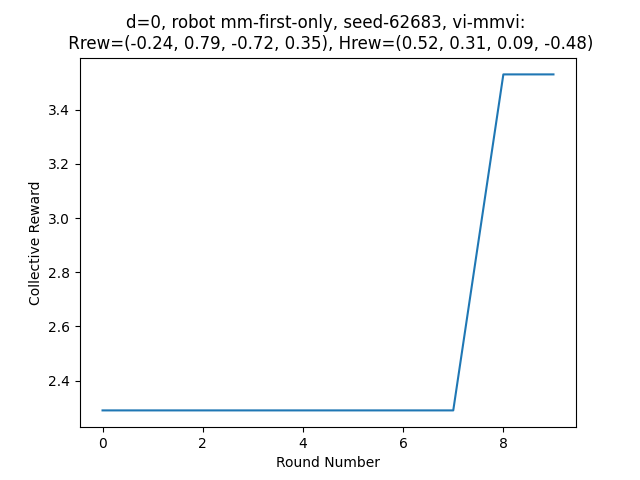 d=0, robot mm-first-only, seed-62683, vi-mmvi:
Rrew=(-0.24, 0.79, -0.72, 0.35), Hrew=(0.52, 0.31, 0.09, -0.48)
3.4
3.2
3.0
2.8
2.6
2.4
Collective Reward
0 2 4 6 8
Round Number